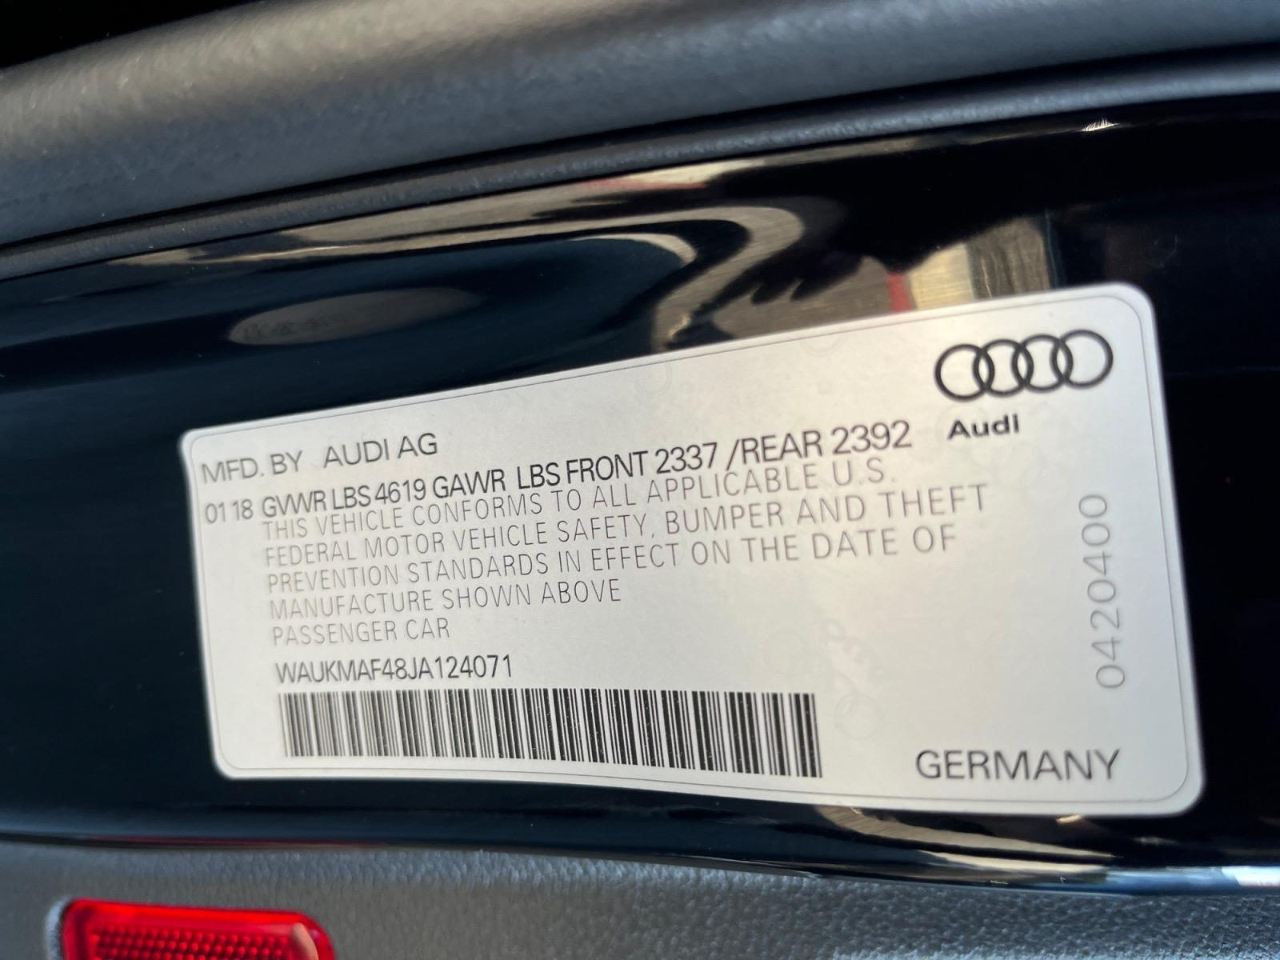 Audi
MFD. BY AUDI AG
01 18 GVWR LBS 4619 GAWR LBS FRONT 2337 /REAR 2392
THIS VEHICLE CONFORMS TO ALL APPLICABLE U.S.
FEDERAL MOTOR VEHICLE SAFETY, BUMPER AND THEFT
PREVENTION STANDARDS IN EFFECT ON THE DATE OF
MANUFACTURE SHOWN ABOVE
PASSENGER CAR
WAUKMAF48JA124071
GERMANY
04204​00